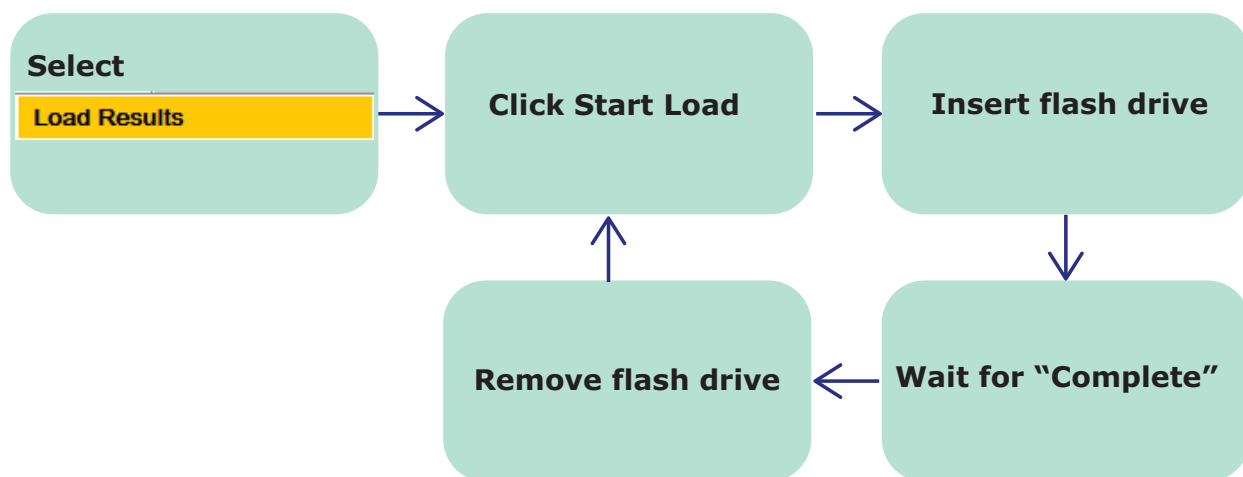 Select
Load Results
Click Start Load
Insert flash drive
Remove flash drive
Wait for “Complete”